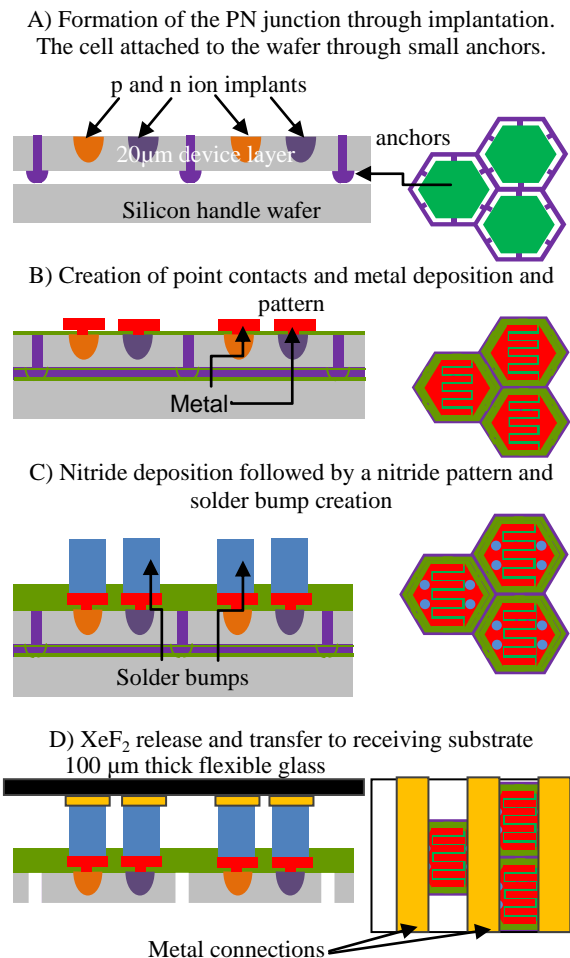 A) Formation of the PN junction through implantation.
The cell attached to the wafer through small anchors.
p and n ion implants
anchors
20μm device layer
Silicon handle wafer
B) Creation of point contacts and metal deposition and
pattern
Metal
C) Nitride deposition followed by a nitride pattern and
solder bump creation
Solder bumps
D) XeF₂ release and transfer to receiving substrate
100 μm thick flexible glass
Metal connections